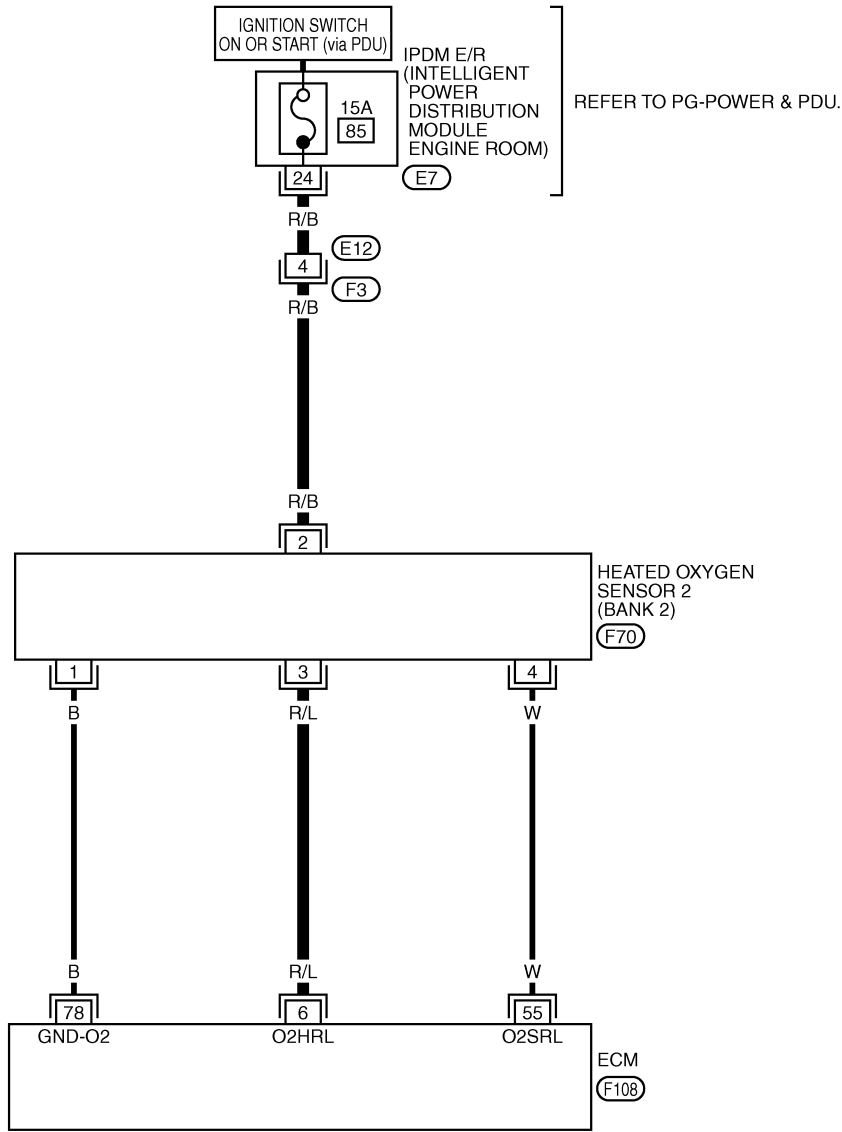 IGNITION SWITCH
ON OR START (via PDU)
IPDM E/R
(INTELLIGENT
POWER
DISTRIBUTION
MODULE
ENGINE ROOM)
REFER TO PG-POWER & PDU.
15A
85
24
E7
R/B
E12
4
F3
R/B
R/B
2
HEATED OXYGEN
SENSOR 2
(BANK 2)
F70
1
3
4
B
R/L
W
B
R/L
W
78
6
55
GND-O2
O2HRL
O2SRL
ECM
F108